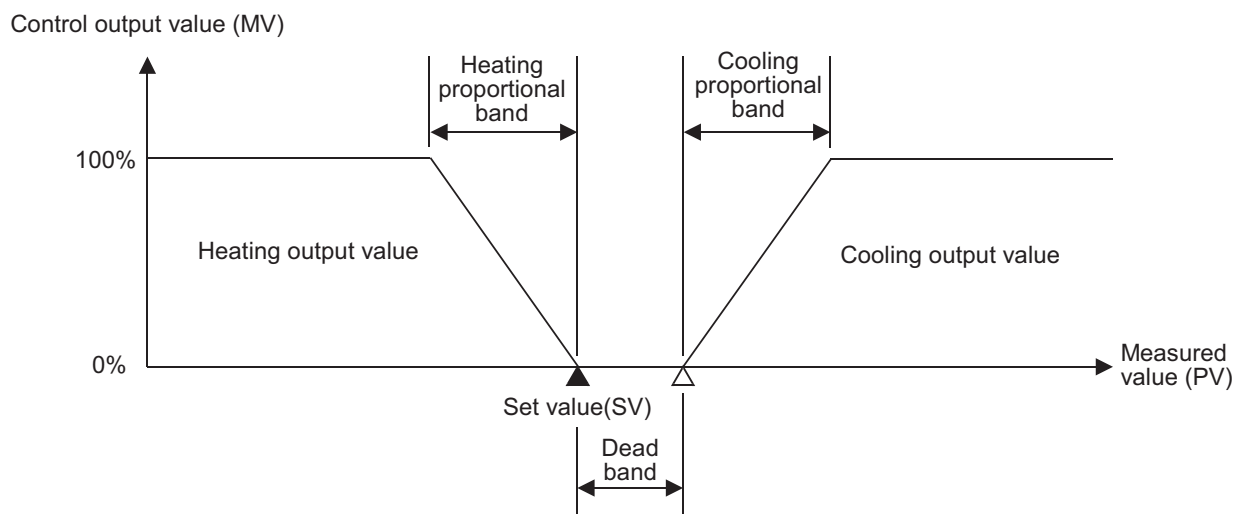 Control output value (MV)
Heating
proportional
band
Cooling
proportional
band
100%
Heating output value
Cooling output value
0%
Measured
value (PV)
Set value(SV)
Dead
band